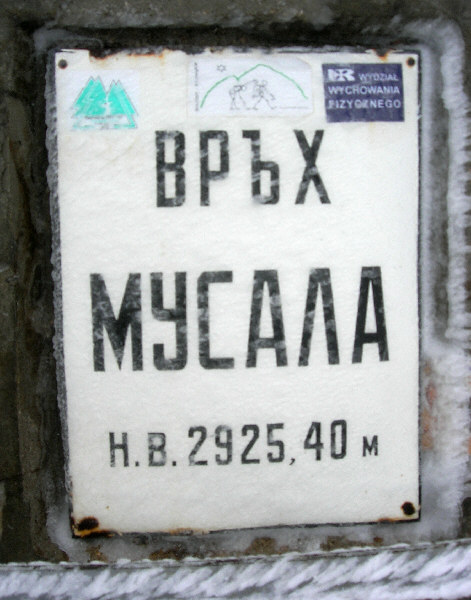 WYDZIAŁ
WYCHOWANIA
FIZYCZNEGO
ВРЪХ
МУСАЛА
Н.В. 2925,40 м